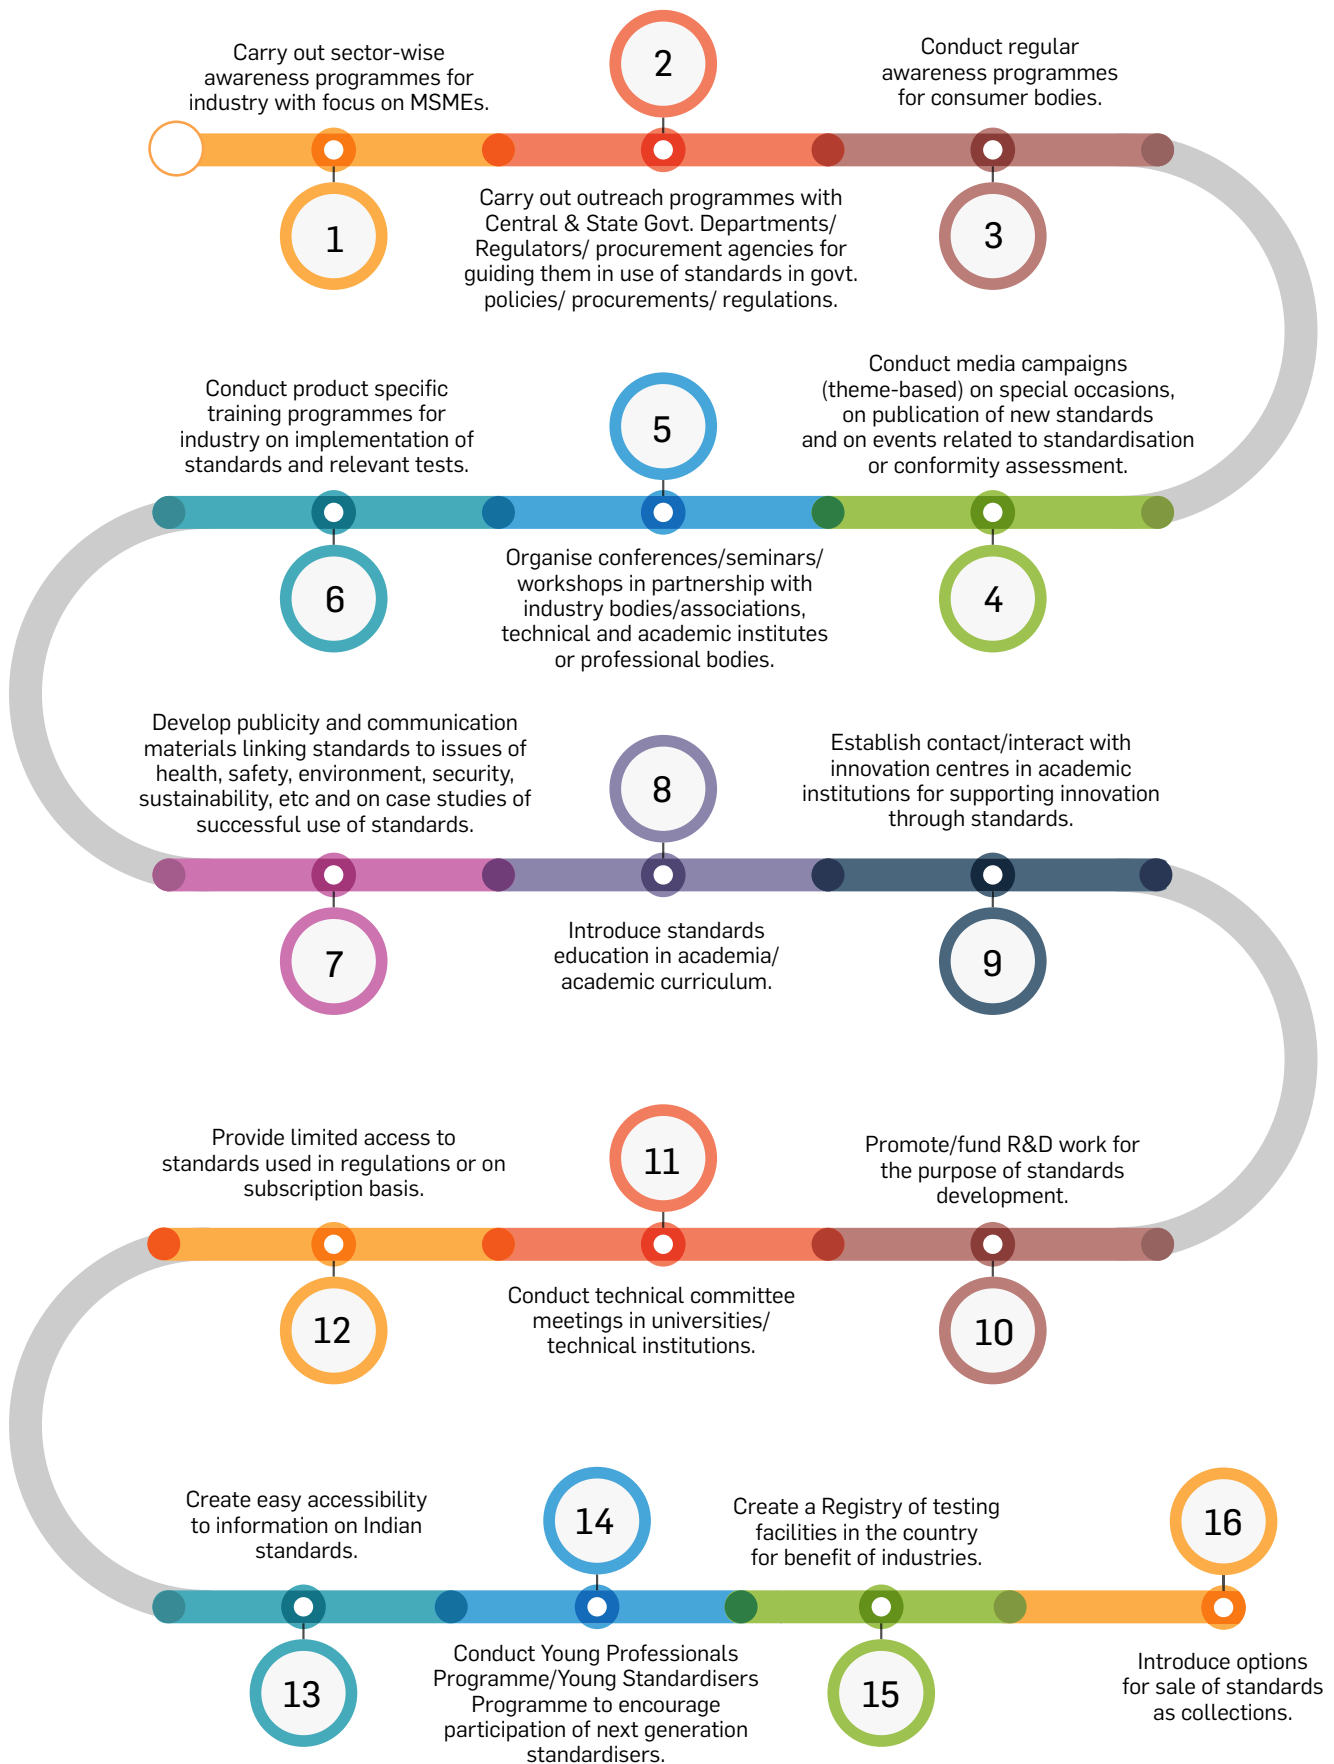 Carry out sector-wise
awareness programmes for
industry with focus on MSMEs.
1
2
Carry out outreach programmes with
Central & State Govt. Departments/
Regulators/ procurement agencies for
guiding them in use of standards in govt.
policies/ procurements/ regulations.
Conduct regular
awareness programmes
for consumer bodies.
3
Conduct media campaigns
(theme-based) on special occasions,
on publication of new standards
and on events related to standardisation
or conformity assessment.
4
5
Organise conferences/seminars/
workshops in partnership with
industry bodies/associations,
technical and academic institutes
or professional bodies.
Conduct product specific
training programmes for
industry on implementation of
standards and relevant tests.
6
Develop publicity and communication
materials linking standards to issues of
health, safety, environment, security,
sustainability, etc and on case studies of
successful use of standards.
7
8
Introduce standards
education in academia/
academic curriculum.
Establish contact/interact with
innovation centres in academic
institutions for supporting innovation
through standards.
9
Promote/fund R&D work for
the purpose of standards
development.
10
11
Conduct technical committee
meetings in universities/
technical institutions.
Provide limited access to
standards used in regulations or on
subscription basis.
12
Create easy accessibility
to information on Indian
standards.
13
14
Conduct Young Professionals
Programme/Young Standardisers
Programme to encourage
participation of next generation
standardisers.
Create a Registry of testing
facilities in the country
for benefit of industries.
15
16
Introduce options
for sale of standards
as collections.